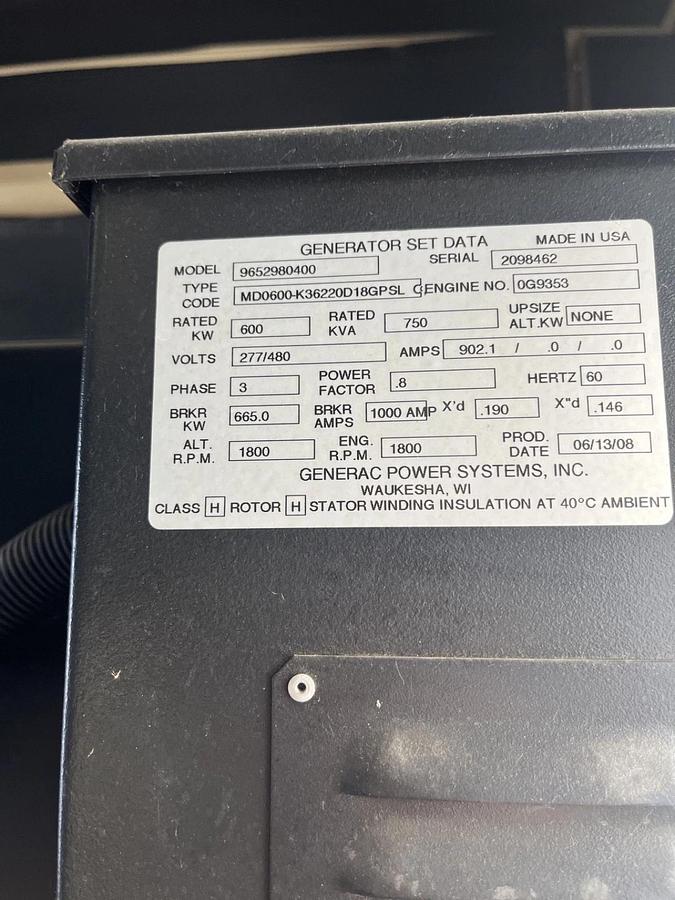 GENERATOR SET DATA MADE IN USA
MODEL 9652980400 SERIAL 2098462
TYPE CODE MD0600-K36220D18GPSL C ENGINE NO. 0G9353
RATED KW 600 RATED KVA 750 UPSIZE ALT.KW NONE
VOLTS 277/480 AMPS 902.1 / .0 / .0
PHASE 3 POWER FACTOR .8 HERTZ 60
BRKR KW 665.0 BRKR AMPS 1000 AMP X'd .190 X"d .146
ALT. R.P.M. 1800 ENG. R.P.M. 1800 PROD. DATE 06/13/08
GENERAC POWER SYSTEMS, INC.
WAUKESHA, WI
CLASS H ROTOR H STATOR WINDING INSULATION AT 40°C AMBIENT